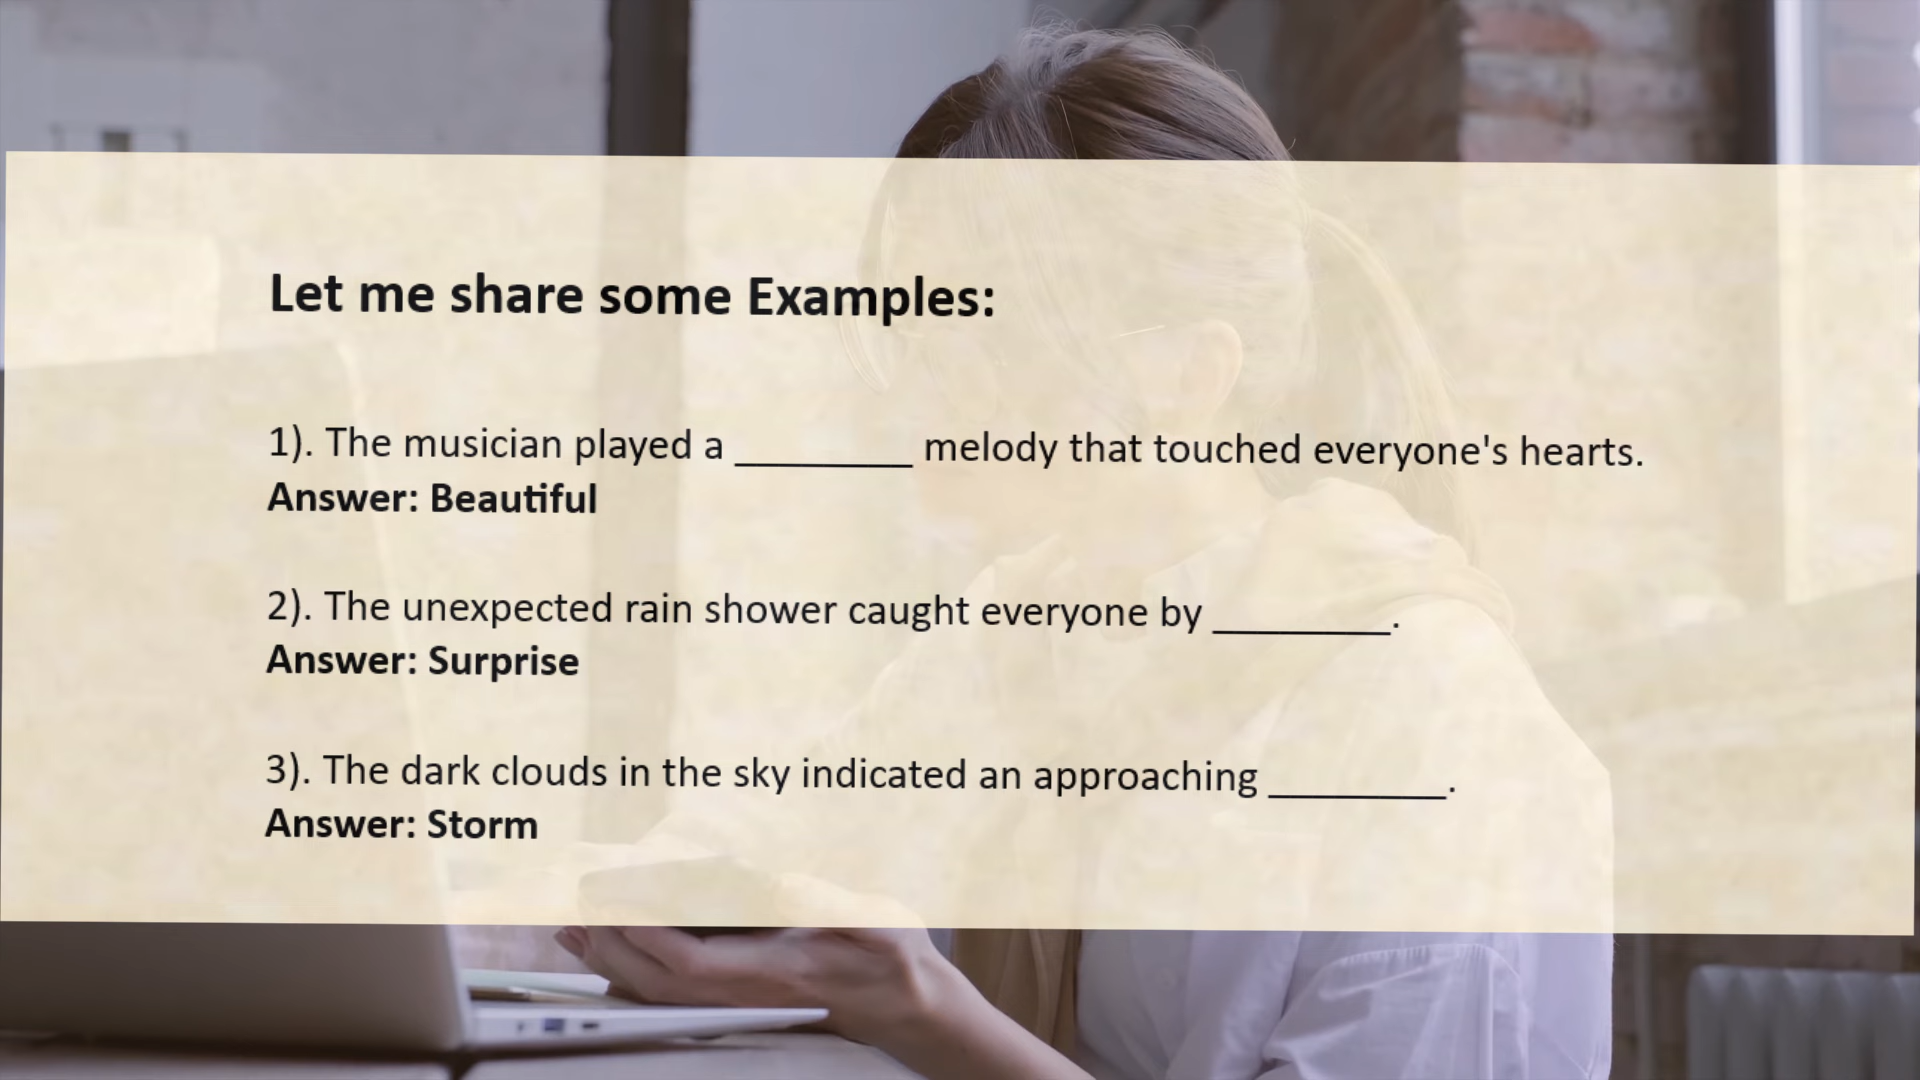 Let me share some Examples:
1). The musician played a ________ melody that touched everyone's hearts.
Answer: Beautiful
2). The unexpected rain shower caught everyone by ________.
Answer: Surprise
3). The dark clouds in the sky indicated an approaching ________.
Answer: Storm